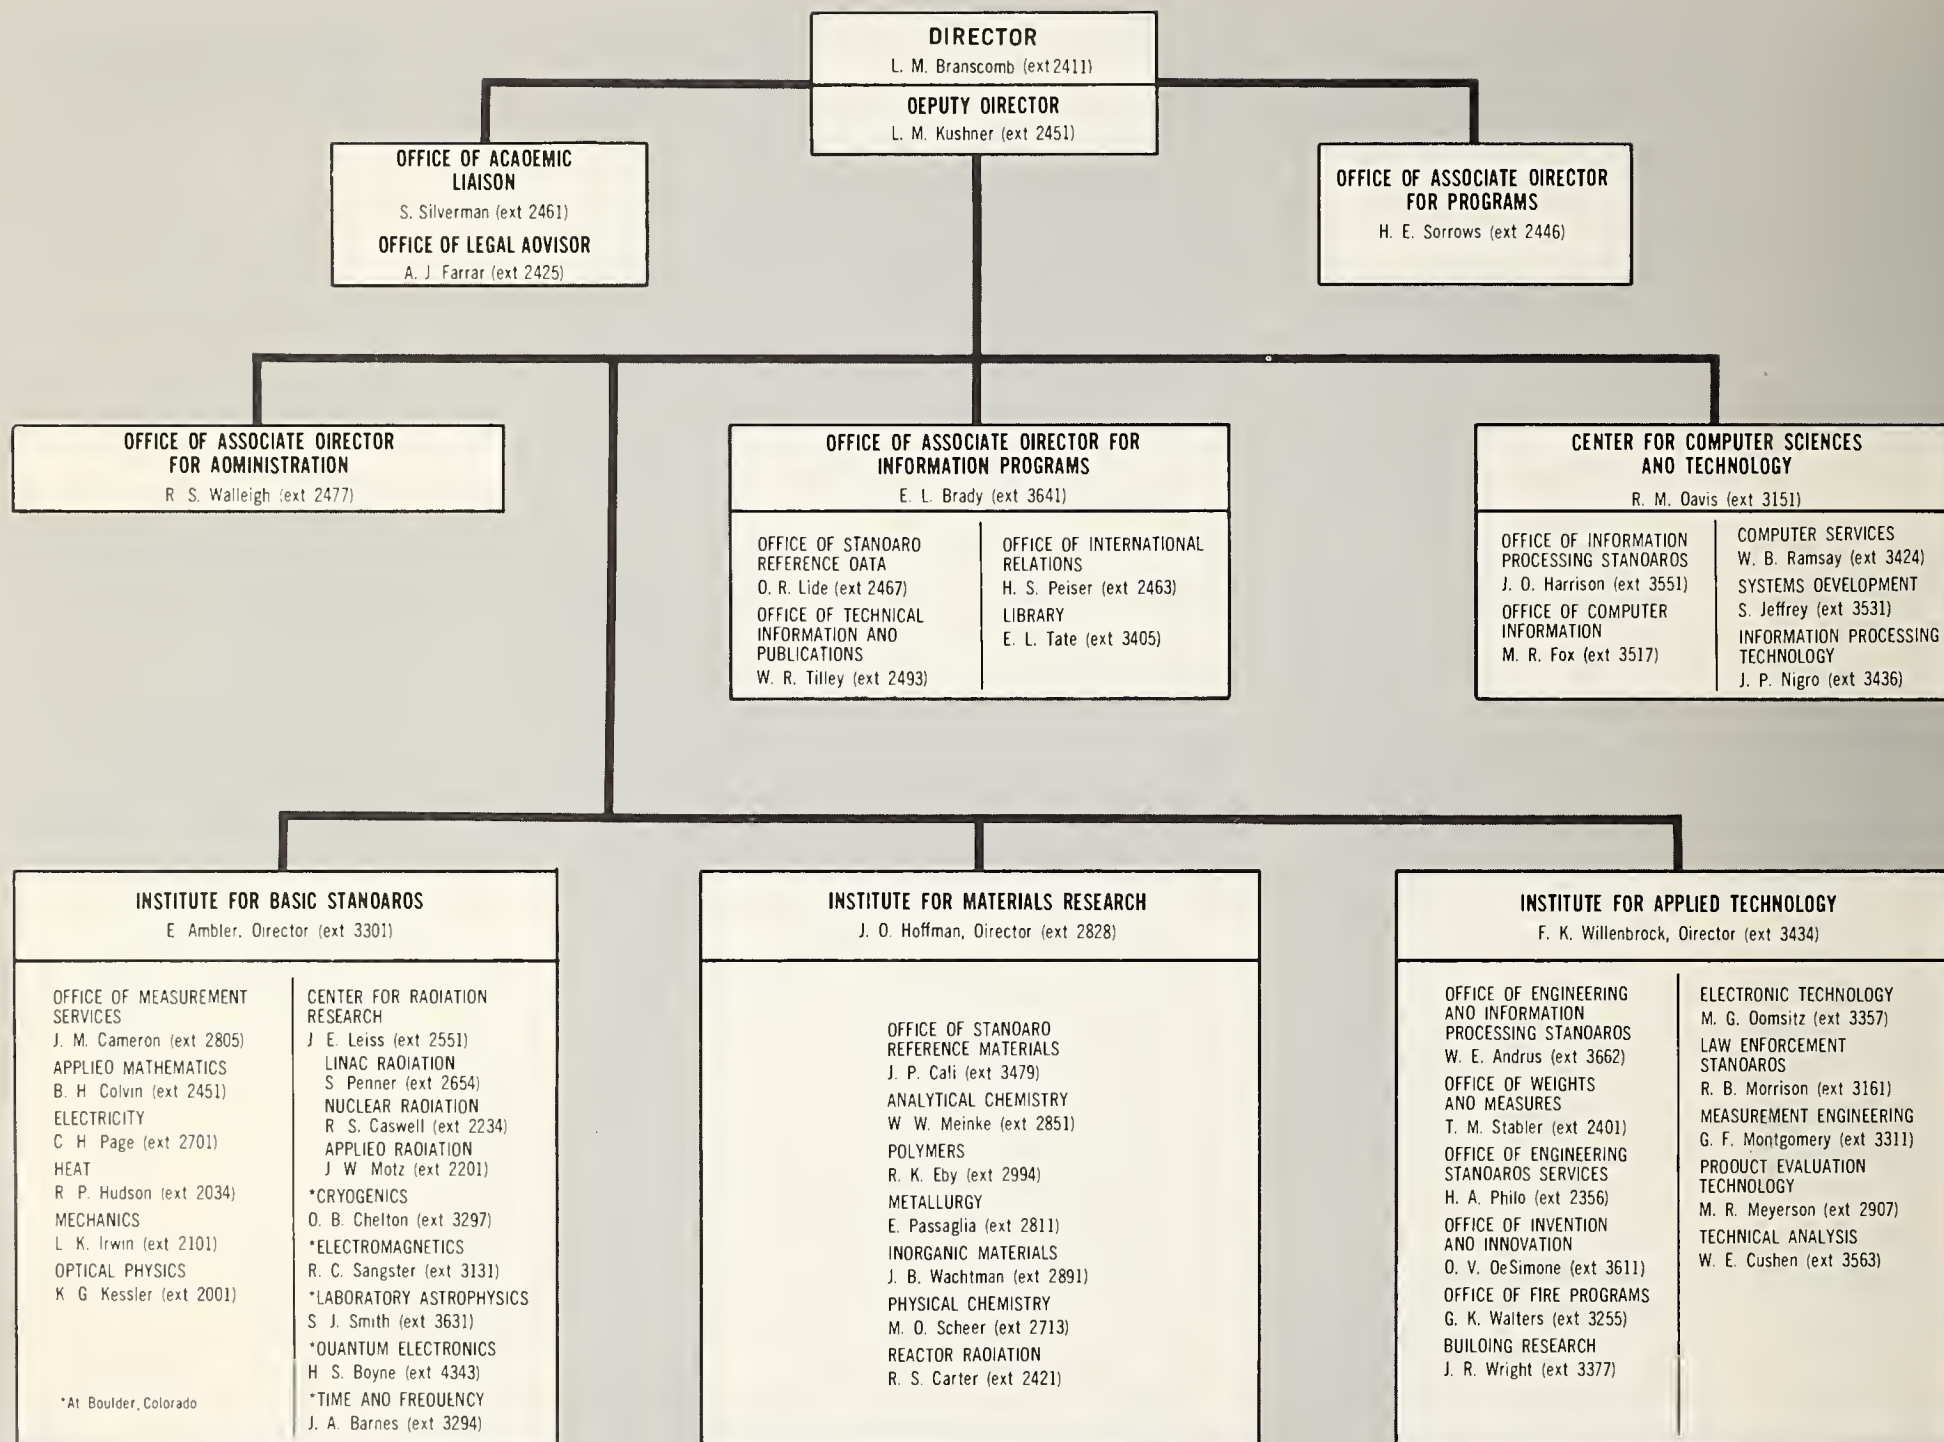 DIRECTOR
L. M. Branscomb (ext 2411)
OEPUTY OIRECTOR
L. M. Kushner (ext 2451)
OFFICE OF ACAOEMIC
LIAISON
S. Silverman (ext 2461)
OFFICE OF LEGAL AOVISOR
A. J Farrar (ext 2425)
OFFICE OF ASSOCIATE OIRECTOR
FOR PROGRAMS
H. E. Sorrows (ext 2446)
OFFICE OF ASSOCIATE OIRECTOR
FOR AOMINISTRATION
R S. Walleigh (ext 2477)
OFFICE OF ASSOCIATE DIRECTOR FOR
INFORMATION PROGRAMS
E. L. Brady (ext 3641)
OFFICE OF STANOARO
REFERENCE OATA
O. R. Lide (ext 2467)
OFFICE OF TECHNICAL
INFORMATION AND
PUBLICATIONS
W. R. Tilley (ext 2493)
OFFICE OF INTERNATIONAL
RELATIONS
H. S. Peiser (ext 2463)
LIBRARY
E. L. Tate (ext 3405)
CENTER FOR COMPUTER SCIENCES
AND TECHNOLOGY
R. M. Oavis (ext 3151)
OFFICE OF INFORMATION
PROCESSING STANOAROS
J. O. Harrison (ext 3551)
OFFICE OF COMPUTER
INFORMATION
M. R. Fox (ext 3517)
COMPUTER SERVICES
W. B. Ramsay (ext 3424)
SYSTEMS OEVELOPMENT
S. Jeffrey (ext 3531)
INFORMATION PROCESSING
TECHNOLOGY
J. P. Nigro (ext 3436)
INSTITUTE FOR BASIC STANOAROS
E Ambler, Oirector (ext 3301)
OFFICE OF MEASUREMENT
SERVICES
J. M. Cameron (ext 2805)
APPLIEO MATHEMATICS
B. H Colvin (ext 2451)
ELECTRICITY
C H Page (ext 2701)
HEAT
R P. Hudson (ext 2034)
MECHANICS
L K. Irwin (ext 2101)
OPTICAL PHYSICS
K G Kessler (ext 2001)
*At Boulder, Colorado
CENTER FOR RAOIATION
RESEARCH
J E. Leiss (ext 2551)
LINAC RAOIATION
S Penner (ext 2654)
NUCLEAR RAOIATION
R S. Caswell (ext 2234)
APPLIEO RADIATION
J W Motz (ext 2201)
*CRYOGENICS
O. B. Chelton (ext 3297)
*ELECTROMAGNETICS
R. C. Sangster (ext 3131)
*LABORATORY ASTROPHYSICS
S J. Smith (ext 3631)
*OUANTUM ELECTRONICS
H S. Boyne (ext 4343)
*TIME ANO FREOUENCY
J. A. Barnes (ext 3294)
INSTITUTE FOR MATERIALS RESEARCH
J. O. Hoffman, Oirector (ext 2828)
OFFICE OF STANOARO
REFERENCE MATERIALS
J. P. Cali (ext 3479)
ANALYTICAL CHEMISTRY
W W. Meinke (ext 2851)
POLYMERS
R. K. Eby (ext 2994)
METALLURGY
E. Passaglia (ext 2811)
INORGANIC MATERIALS
J. B. Wachtman (ext 2891)
PHYSICAL CHEMISTRY
M. O. Scheer (ext 2713)
REACTOR RAOIATION
R. S. Carter (ext 2421)
INSTITUTE FOR APPLIED TECHNOLOGY
F. K. Willenbrock, Oirector (ext 3434)
OFFICE OF ENGINEERING
ANO INFORMATION
PROCESSING STANOAROS
W. E. Andrus (ext 3662)
OFFICE OF WEIGHTS
AND MEASURES
T. M. Stabler (ext 2401)
OFFICE OF ENGINEERING
STANOAROS SERVICES
H. A. Philo (ext 2356)
OFFICE OF INVENTION
ANO INNOVATION
O. V. OeSimone (ext 3611)
OFFICE OF FIRE PROGRAMS
G. K. Walters (ext 3255)
BUILOING RESEARCH
J. R. Wright (ext 3377)
ELECTRONIC TECHNOLOGY
M. G. Oomsitz (ext 3357)
LAW ENFORCEMENT
STANOAROS
R. B. Morrison (ext 3161)
MEASUREMENT ENGINEERING
G. F. Montgomery (ext 3311)
PROOUCT EVALUATION
TECHNOLOGY
M. R. Meyerson (ext 2907)
TECHNICAL ANALYSIS
W. E. Cushen (ext 3563)